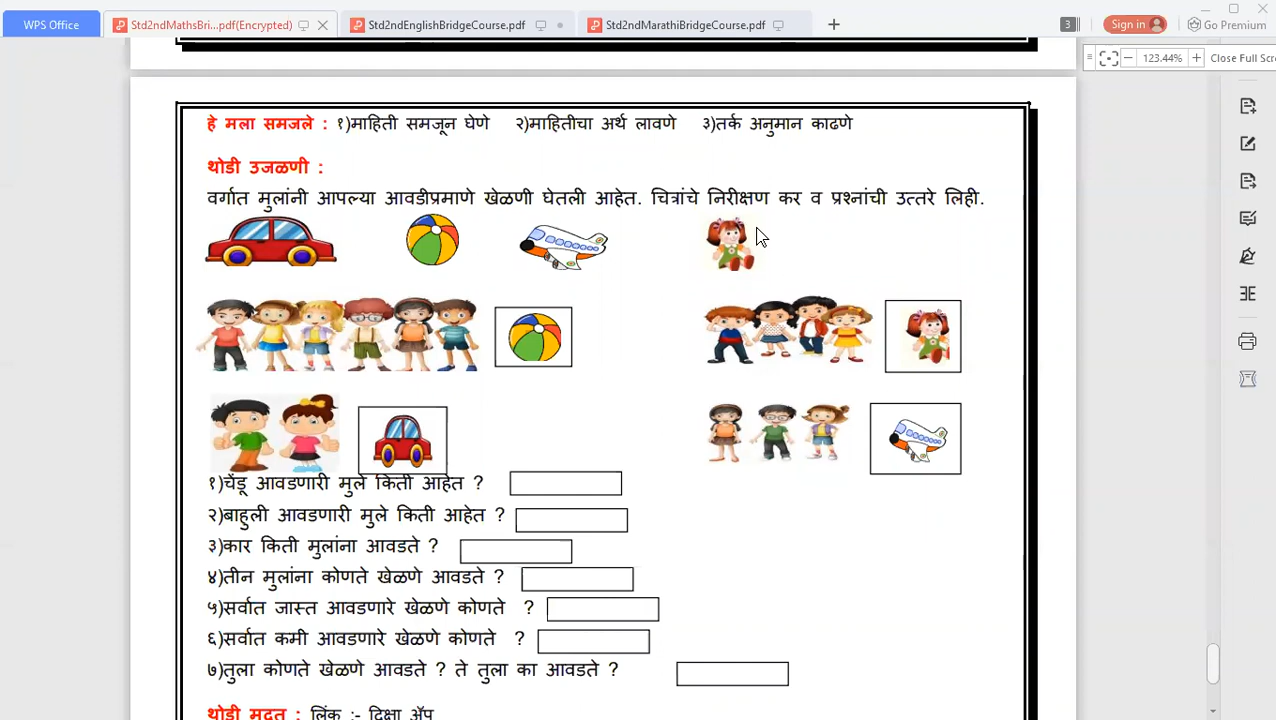 WPS Office
Std2ndMathsBri...pdf(Encrypted)
Std2ndEnglishBridgeCourse.pdf
Std2ndMarathiBridgeCourse.pdf
3
Sign in
Go Premium
123.44%
Close Full Scre
हे मला समजले : १)माहिती समजून घेणे २)माहितीचा अर्थ लावणे ३)तर्क अनुमान काढणे
थोडी उजळणी :
वर्गात मुलांनी आपल्या आवडीप्रमाणे खेळणी घेतली आहेत. चित्रांचे निरीक्षण कर व प्रश्नांची उत्तरे लिही.
१)चेंडू आवडणारी मुले किती आहेत ?
२)बाहुली आवडणारी मुले किती आहेत ?
३)कार किती मुलांना आवडते ?
४)तीन मुलांना कोणते खेळणे आवडते ?
५)सर्वात जास्त आवडणारे खेळणे कोणते ?
६)सर्वात कमी आवडणारे खेळणे कोणते ?
७)तुला कोणते खेळणे आवडते ? ते तुला का आवडते ?
थोडी मदत : लिंक :- दिक्षा ॲप